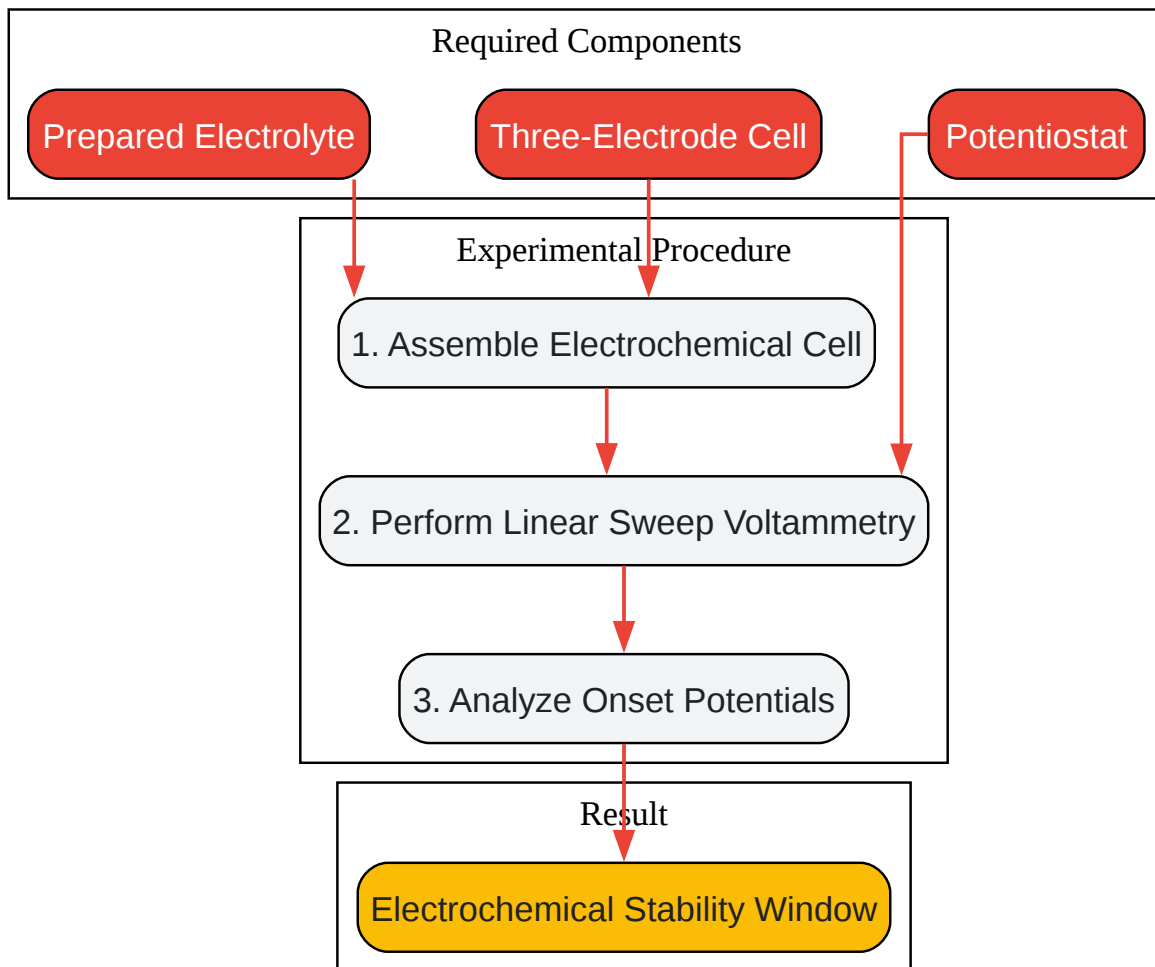 Required Components
Prepared Electrolyte
Three-Electrode Cell
Potentiostat
Experimental Procedure
1. Assemble Electrochemical Cell
2. Perform Linear Sweep Voltammetry
3. Analyze Onset Potentials
Result
Electrochemical Stability Window